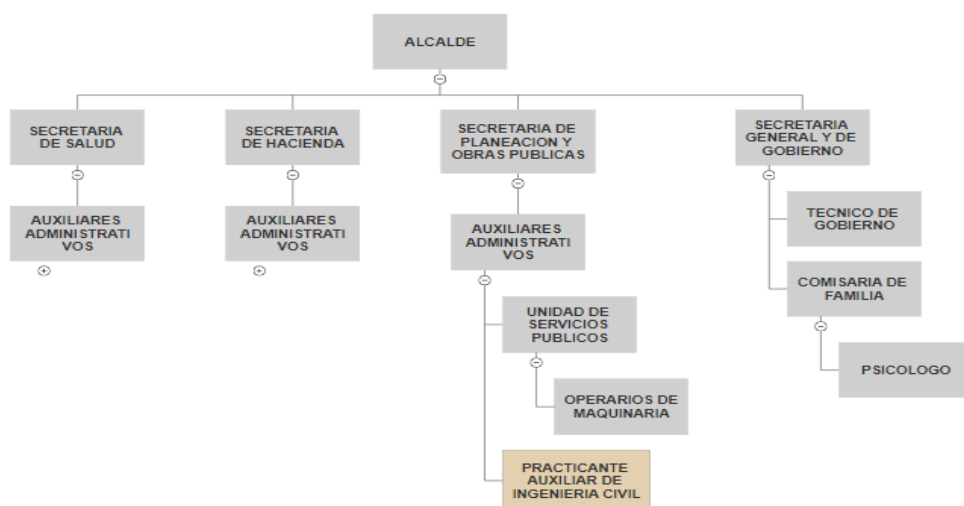 ALCALDE
SECRETARIA
DE SALUD
SECRETARIA
DE HACIENDA
SECRETARIA DE
PLANEACION Y
OBRAS PUBLICAS
SECRETARIA
GENERAL Y DE
GOBIERNO
AUXILIARES
ADMINISTRATI
VOS
AUXILIARES
ADMINISTRATI
VOS
AUXILIARES
ADMINISTRATI
VOS
TECNICO DE
GOBIERNO
COMISARIA DE
FAMILIA
UNIDAD DE
SERVICIOS
PUBLICOS
PSICOLOGO
OPERARIOS DE
MAQUINARIA
PRACTICANTE
AUXILIAR DE
INGENIERIA CIVIL